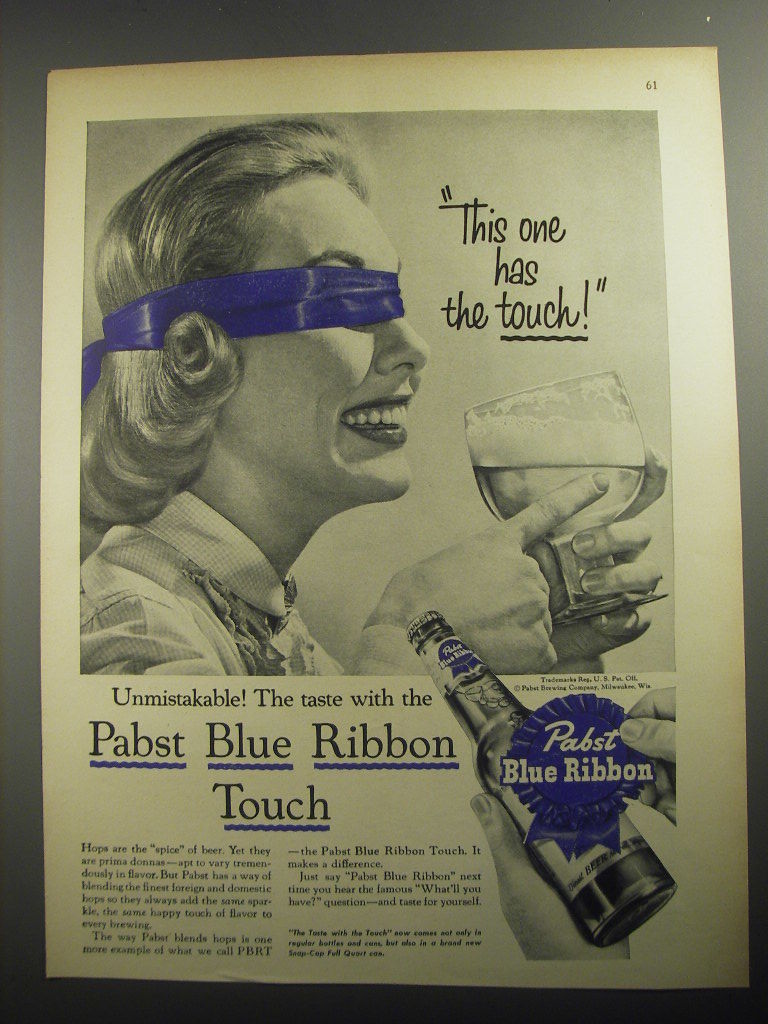 61
"This one
has
the touch!"
Trademarks Reg. U. S. Pat. Off.
© Pabst Brewing Company, Milwaukee, Wis.
Unmistakable! The taste with the
Pabst Blue Ribbon
Touch
Pabst
Blue Ribbon
Pabst
Blue Ribbon
BEER
Hops are the "spice" of beer. Yet they
are prima donnas—apt to vary tremen-
dously in flavor. But Pabst has a way of
blending the finest foreign and domestic
hops so they always add the same spar-
kle, the same happy touch of flavor to
every brewing.
The way Pabst blends hops is one
more example of what we call PBRT
—the Pabst Blue Ribbon Touch. It
makes a difference.
Just say "Pabst Blue Ribbon" next
time you hear the famous "What'll you
have?" question—and taste for yourself.
"The Taste with the Touch" now comes not only in
regular bottles and cans, but also in a brand new
Snap-Cap Full Quart can.